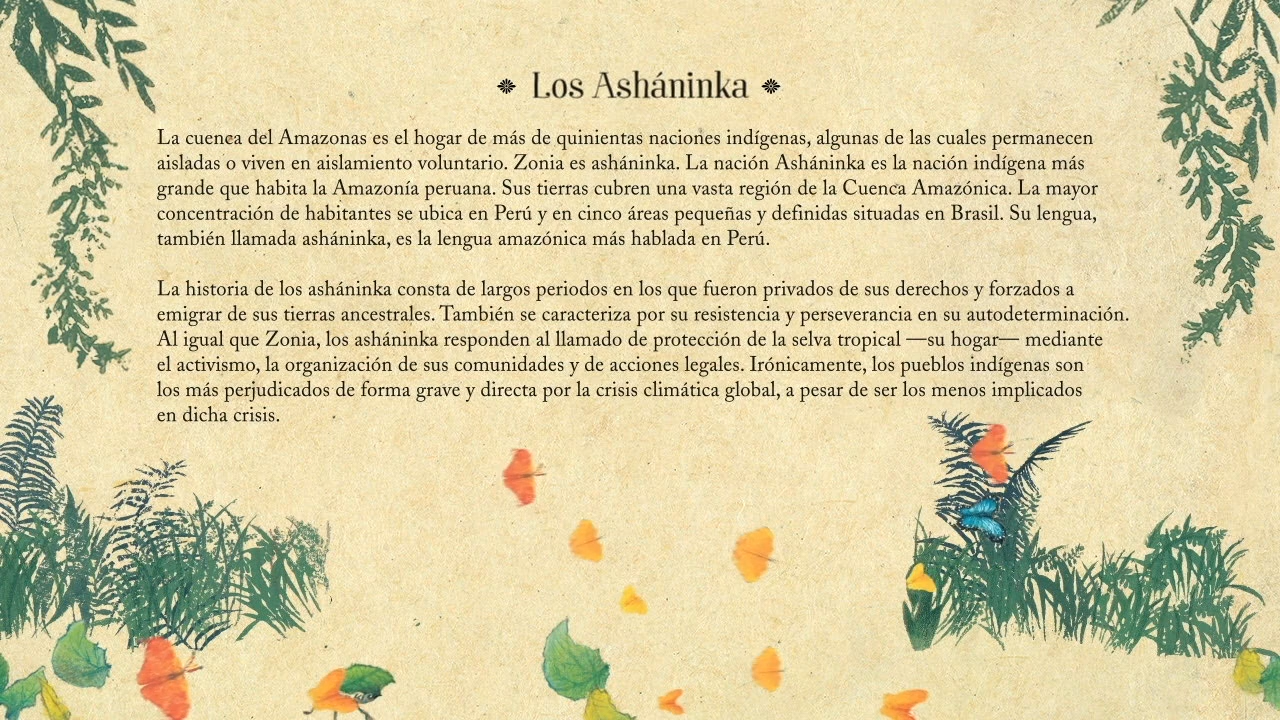 Los Asháninka
La cuenca del Amazonas es el hogar de más de quinientas naciones indígenas, algunas de las cuales permanecen
aisladas o viven en aislamiento voluntario. Zonia es asháninka. La nación Asháninka es la nación indígena más
grande que habita la Amazonía peruana. Sus tierras cubren una vasta región de la Cuenca Amazónica. La mayor
concentración de habitantes se ubica en Perú y en cinco áreas pequeñas y definidas situadas en Brasil. Su lengua,
también llamada asháninka, es la lengua amazónica más hablada en Perú.
La historia de los asháninka consta de largos periodos en los que fueron privados de sus derechos y forzados a
emigrar de sus tierras ancestrales. También se caracteriza por su resistencia y perseverancia en su autodeterminación.
Al igual que Zonia, los asháninka responden al llamado de protección de la selva tropical —su hogar— mediante
el activismo, la organización de sus comunidades y de acciones legales. Irónicamente, los pueblos indígenas son
los más perjudicados de forma grave y directa por la crisis climática global, a pesar de ser los menos implicados
en dicha crisis.